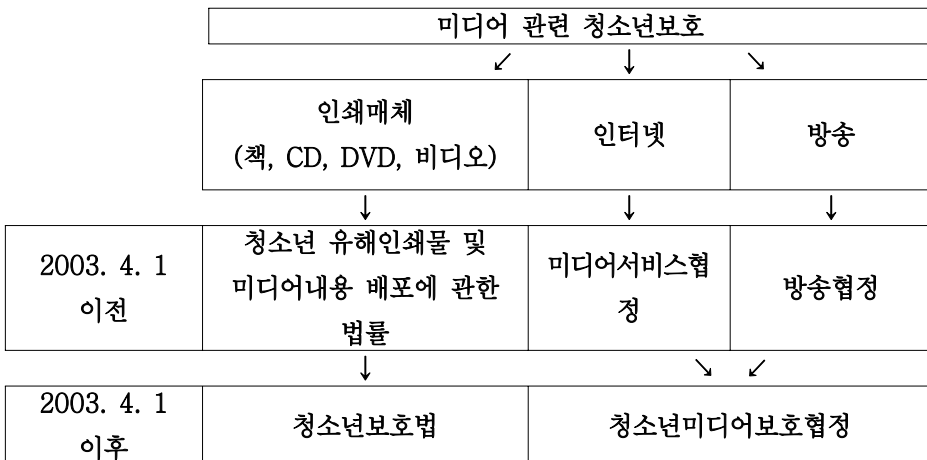 미디어 관련 청소년보호
↙ ↓ ↘
인쇄매체
(책, CD, DVD, 비디오)
인터넷
방송
↓ ↓ ↓
2003. 4. 1
이전
청소년 유해인쇄물 및
미디어내용 배포에 관한
법률
미디어서비스협
정
방송협정
↓ ↘ ↙
2003. 4. 1
이후
청소년보호법
청소년미디어보호협정